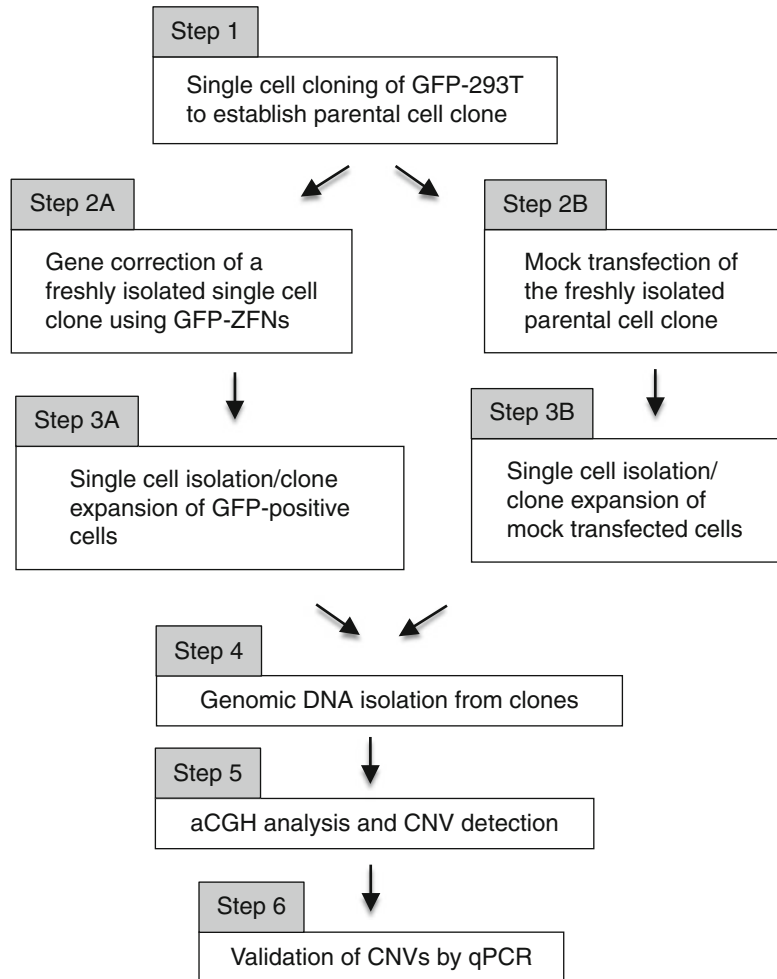 Step 1
Single cell cloning of GFP-293T
to establish parental cell clone
Step 2A
Gene correction of a
freshly isolated single cell
clone using GFP-ZFNs
Step 2B
Mock transfection of
the freshly isolated
parental cell clone
Step 3A
Single cell isolation/clone
expansion of GFP-positive
cells
Step 3B
Single cell isolation/
clone expansion of
mock transfected cells
Step 4
Genomic DNA isolation from clones
Step 5
aCGH analysis and CNV detection
Step 6
Validation of CNVs by qPCR